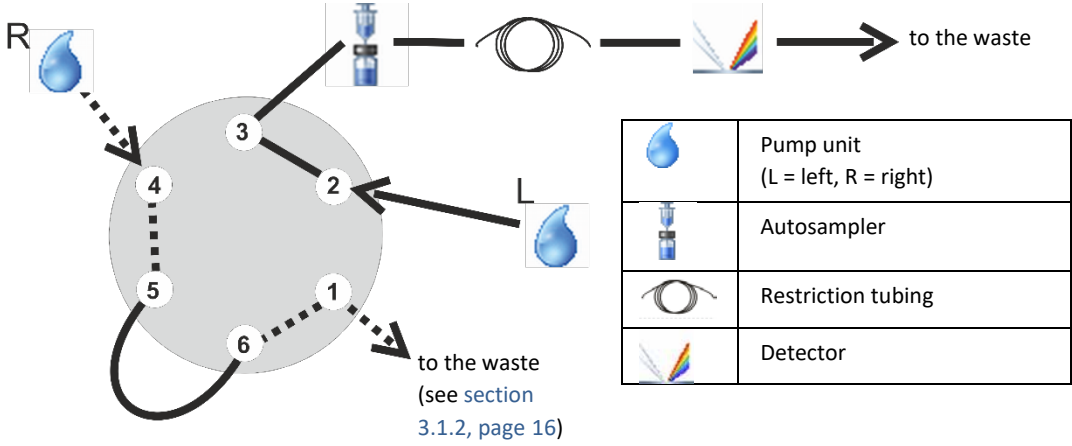 R
to the waste
3
4
2
L
5
1
6
to the waste
(see section
3.1.2, page 16)
Pump unit
(L = left, R = right)
Autosampler
Restriction tubing
Detector